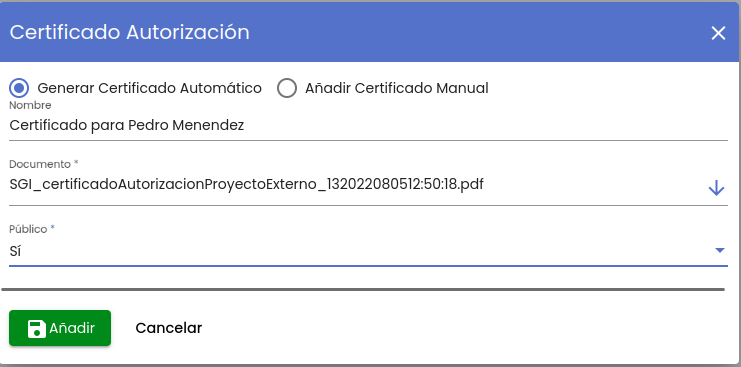 Certificado Autorización
Generar Certificado Automático Añadir Certificado Manual
Nombre
Certificado para Pedro Menendez
Documento *
SGI_certificadoAutorizacionProyectoExterno_132022080512:50:18.pdf
Público *
Sí
Añadir Cancelar